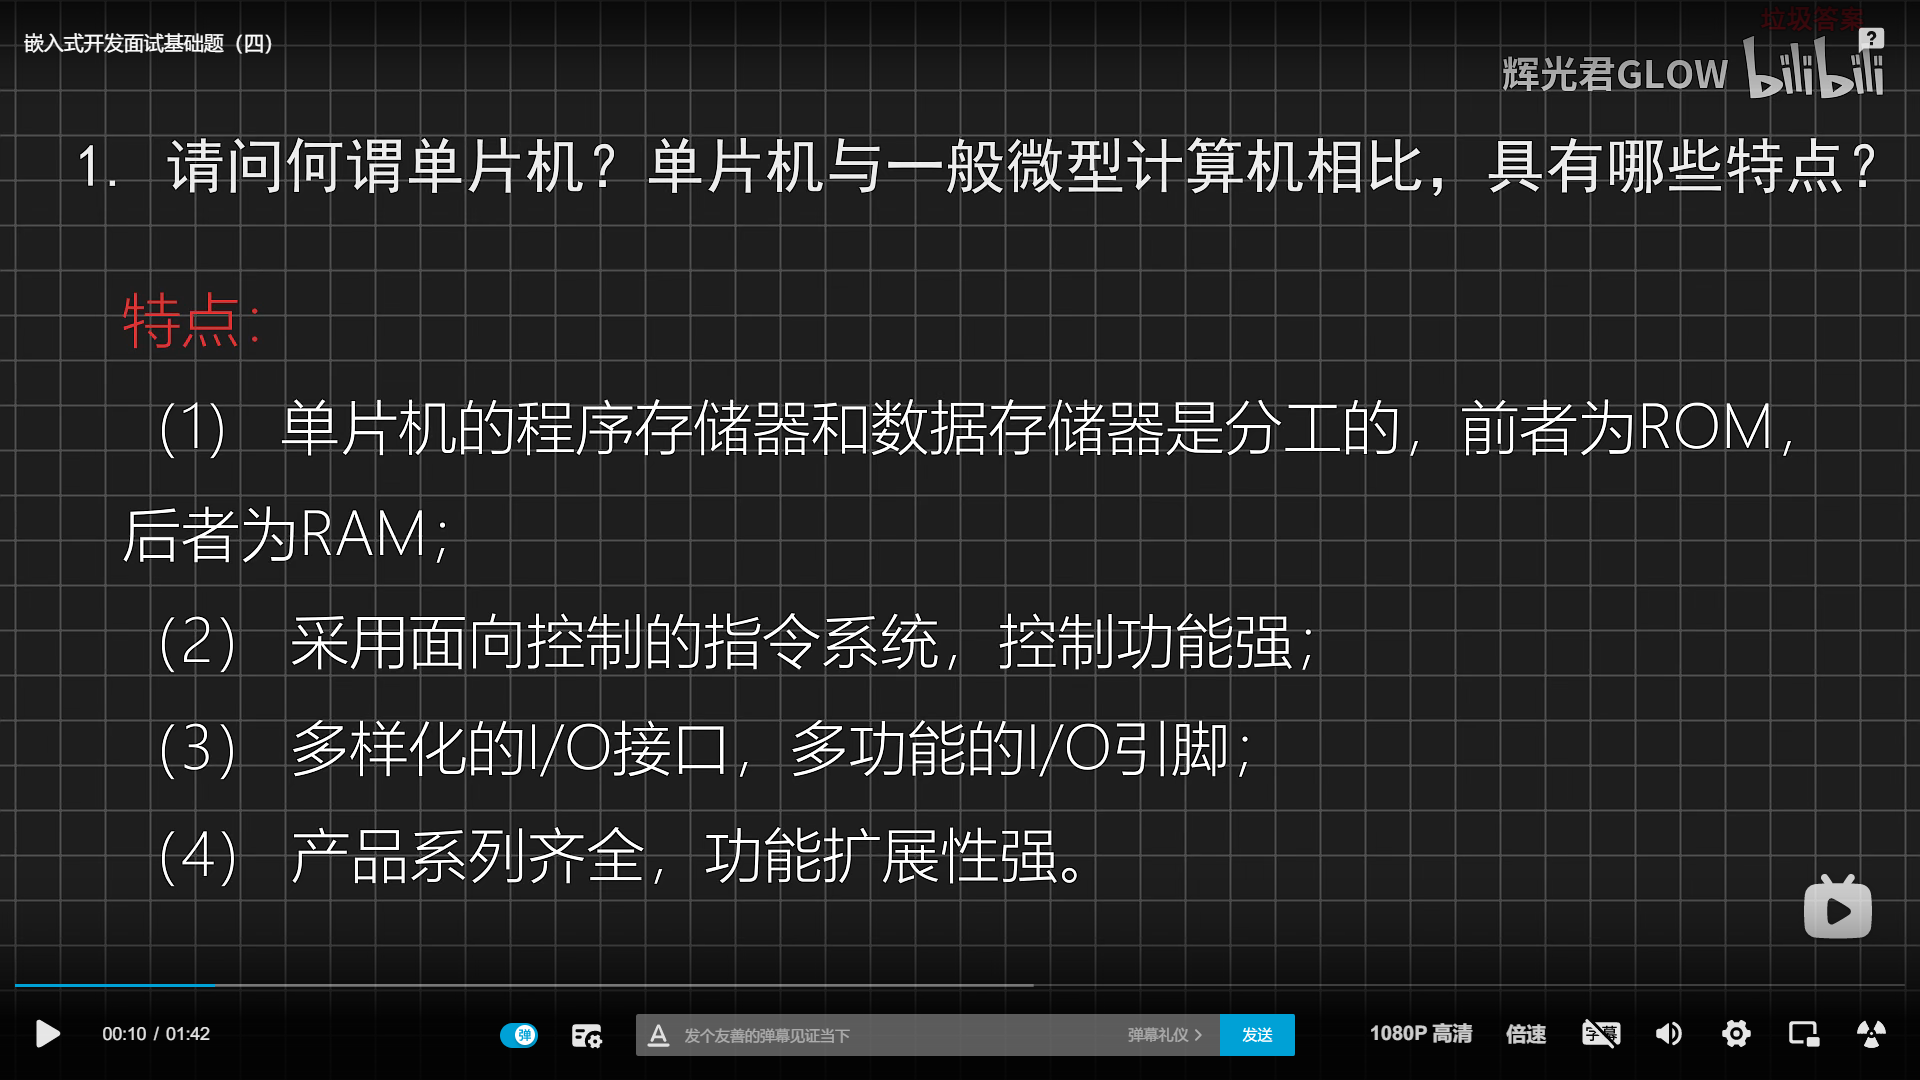 垃圾答案
嵌入式开发面试基础题（四）
辉光君GLOW bilibili
1. 请问何谓单片机？单片机与一般微型计算机相比，具有哪些特点？
特点：
（1） 单片机的程序存储器和数据存储器是分工的，前者为ROM，
后者为RAM；
（2） 采用面向控制的指令系统，控制功能强；
（3） 多样化的I/O接口，多功能的I/O引脚；
（4） 产品系列齐全，功能扩展性强。
00:10 / 01:42 弹 A 发个友善的弹幕见证当下 弹幕礼仪 > 发送 1080P 高清 倍速 字幕